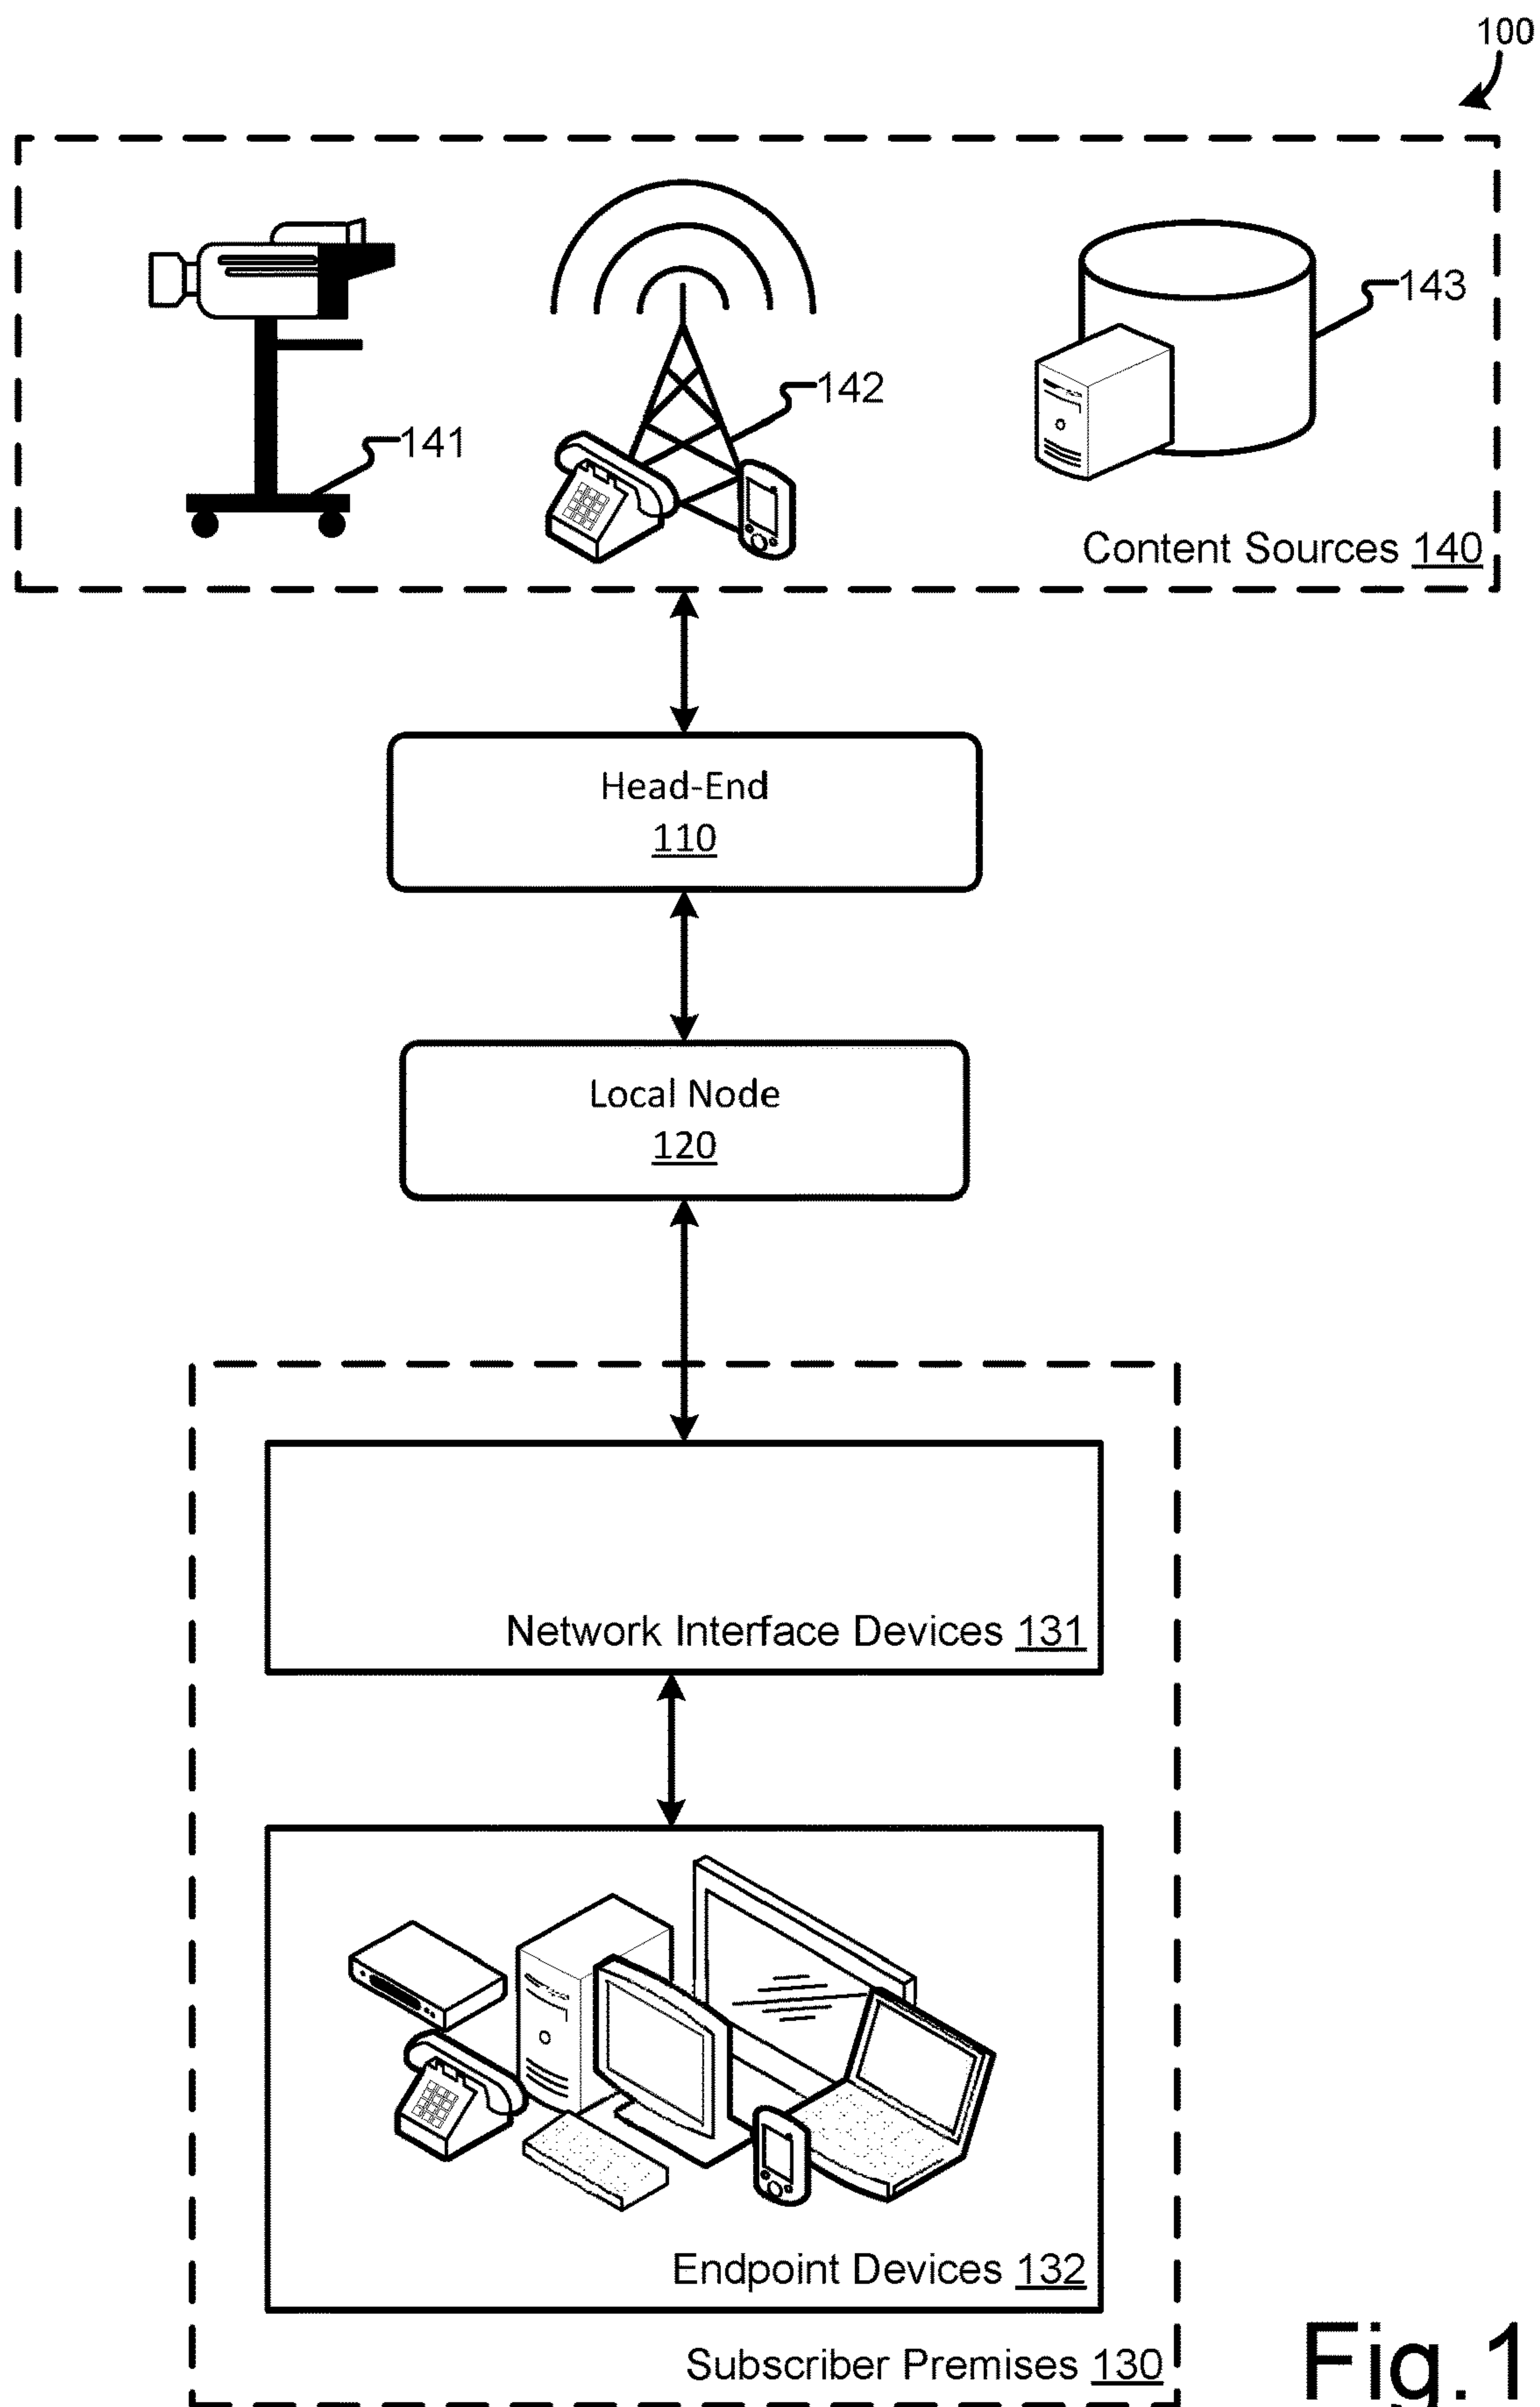 100
143
142
141
Content Sources 140
Head-End
110
Local Node
120
Network Interface Devices 131
Endpoint Devices 132
Subscriber Premises 130
Fig.1